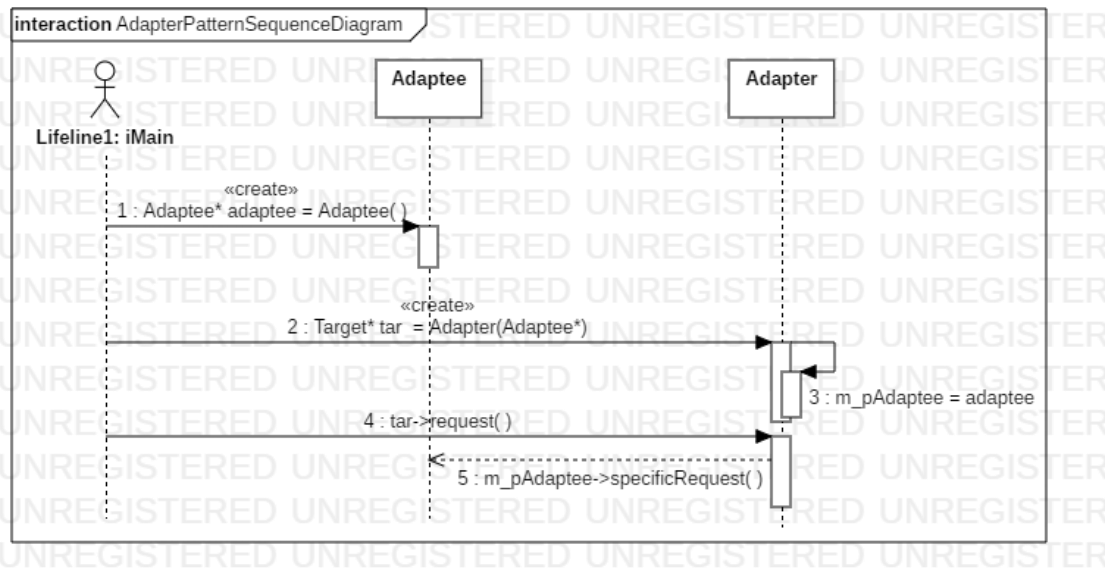 interaction AdapterPatternSequenceDiagram
Adaptee
Adapter
Lifeline1: iMain
«create»
1 : Adaptee* adaptee = Adaptee( )
«create»
2 : Target* tar = Adapter(Adaptee*)
3 : m_pAdaptee = adaptee
4 : tar->request( )
5 : m_pAdaptee->specificRequest( )
UNREGISTERED